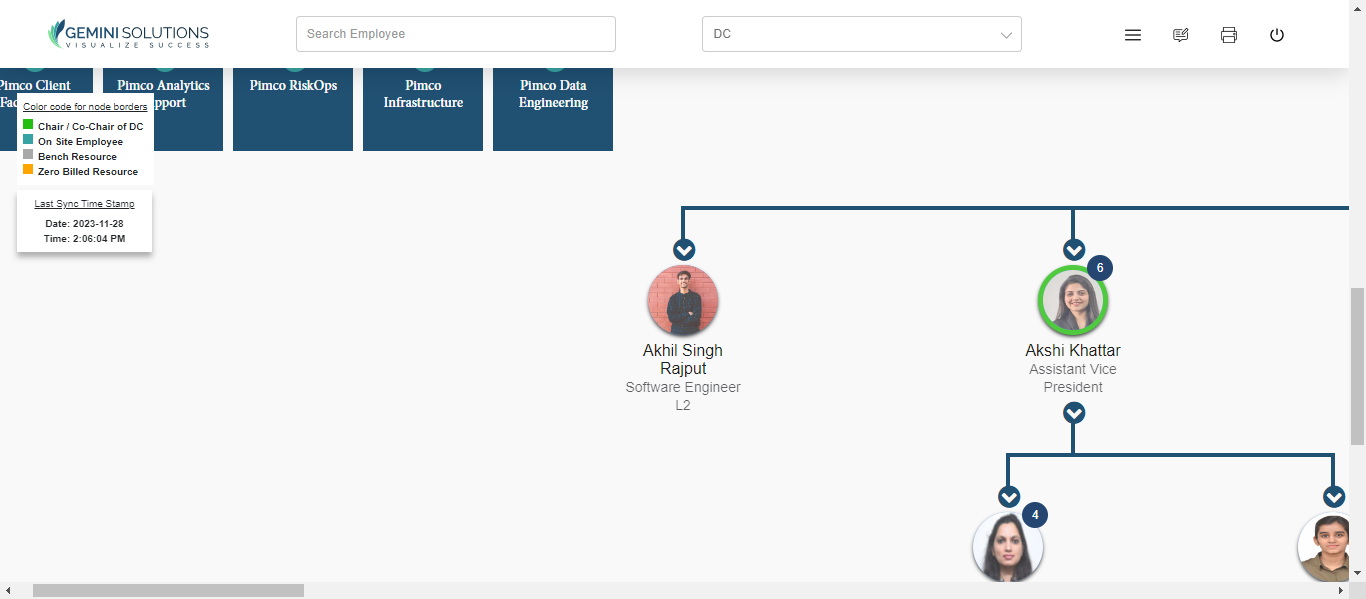 GEMINI SOLUTIONS
VISUALIZE SUCCESS
Search Employee
DC
Pimco Client
Fac
Pimco Analytics
pport
Pimco RiskOps
Pimco
Infrastructure
Pimco Data
Engineering
Color code for node borders
Chair / Co-Chair of DC
On Site Employee
Bench Resource
Zero Billed Resource
Last Sync Time Stamp
Date: 2023-11-28
Time: 2:06:04 PM
6
Akhil Singh
Rajput
Software Engineer
L2
Akshi Khattar
Assistant Vice
President
4